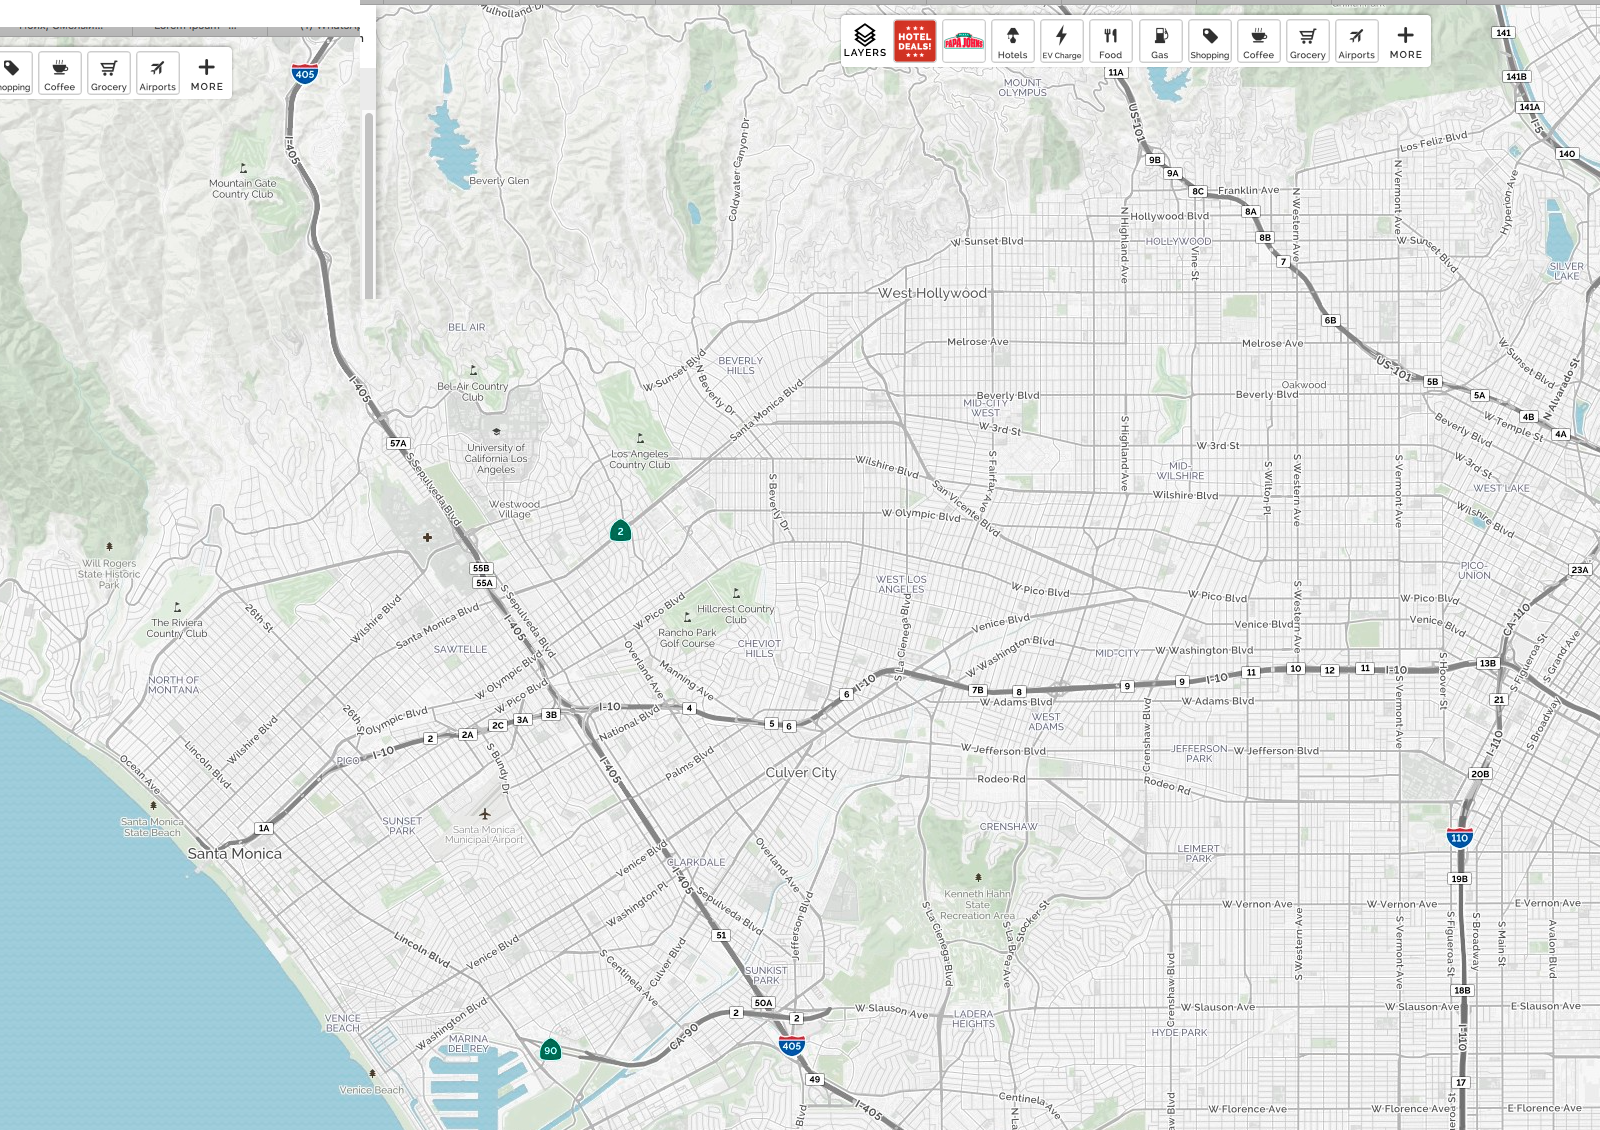 Mulholland Dr
LAYERS
HOTEL
DEALS!
PAPA JOHNS
Hotels
EV Charge
Food
Gas
Shopping
Coffee
Grocery
Airports
MORE
Coffee
Grocery
Airports
MORE
405
I-405
141
141B
141A
I-5
140
11A
US-101
9B
9A
8C
8A
8B
7
6B
US-101
5B
5A
4B
4A
MOUNT
OLYMPUS
Los Feliz Blvd
Franklin Ave
Hollywood Blvd
HOLLYWOOD
W Sunset Blvd
W Sunset Blvd
N Highland Ave
Vine St
N Western Ave
N Vermont Ave
Hyperion Ave
SILVER
LAKE
Mountain Gate
Country Club
Beverly Glen
Coldwater Canyon Dr
West Hollywood
BEL AIR
BEVERLY
HILLS
W Sunset Blvd
N Beverly Dr
Santa Monica Blvd
Melrose Ave
Melrose Ave
Oakwood
Beverly Blvd
Beverly Blvd
MID-CITY
WEST
W 3rd St
W 3rd St
W Sunset Blvd
N Alvarado St
W Temple St
Beverly Blvd
W 3rd St
WESTLAKE
Wilshire Blvd
I-405
57A
S Sepulveda Blvd
Bel-Air Country
Club
University of
California Los
Angeles
Los Angeles
Country Club
Westwood
Village
2
Wilshire Blvd
San Vicente Blvd
S Fairfax Ave
S Beverly Dr
W Olympic Blvd
S Highland Ave
MID-
WILSHIRE
Wilshire Blvd
S Wilton Pl
S Western Ave
S Vermont Ave
PICO-
UNION
23A
CA-110
Will Rogers
State Historic
Park
The Riviera
Country Club
26th St
Wilshire Blvd
Santa Monica Blvd
55B
55A
S Sepulveda Blvd
I-405
SAWTELLE
W Olympic Blvd
W Pico Blvd
W Pico Blvd
Hillcrest Country
Club
Rancho Park
Golf Course
CHEVIOT
HILLS
Overland Ave
Manning Ave
WEST LOS
ANGELES
S La Cienega Blvd
W Pico Blvd
Venice Blvd
W Washington Blvd
MID-CITY
W Pico Blvd
Venice Blvd
W Washington Blvd
S Western Ave
W Pico Blvd
Venice Blvd
S Hoover St
S Figueroa St
S Grand Ave
S Broadway
13B
21
I-110
20B
NORTH OF
MONTANA
26th St
Olympic Blvd
I-10
2
2A
2C
3A
3B
I-10
4
5
6
6
I-10
7B
8
9
9
I-10
11
10
12
11
I-10
W Adams Blvd
W Adams Blvd
WEST
ADAMS
S Vermont Ave
Crenshaw Blvd
National Blvd
Palms Blvd
I-405
Culver City
W Jefferson Blvd
JEFFERSON
PARK
W Jefferson Blvd
Rodeo Rd
Rodeo Rd
Ocean Ave
Lincoln Blvd
Wilshire Blvd
PICO
S Bundy Dr
Santa Monica
State Beach
1A
Santa Monica
SUNSET
PARK
Santa Monica
Municipal Airport
CRENSHAW
LEIMERT
PARK
110
19B
Venice Blvd
CLARKDALE
I-405
Overland Ave
Washington Pl
Sepulveda Blvd
Jefferson Blvd
Kenneth Hahn
State
Recreation Area
S La Cienega Blvd
S La Brea Ave
Stocker St
W Vernon Ave
W Vernon Ave
E Vernon Ave
S Western Ave
S Vermont Ave
S Figueroa St
S Broadway
S Main St
Avalon Blvd
Lincoln Blvd
Venice Blvd
S Centinela Ave
Culver Blvd
51
SUNKIST
PARK
50A
2
2
CA-90
90
405
49
I-405
W Slauson Ave
LADERA
HEIGHTS
Crenshaw Blvd
W Slauson Ave
W Slauson Ave
E Slauson Ave
18B
HYDE PARK
I-110
17
VENICE
BEACH
Washington Blvd
MARINA
DEL REY
Venice Beach
Centinela Ave
W Florence Ave
W Florence Ave
E Florence Ave